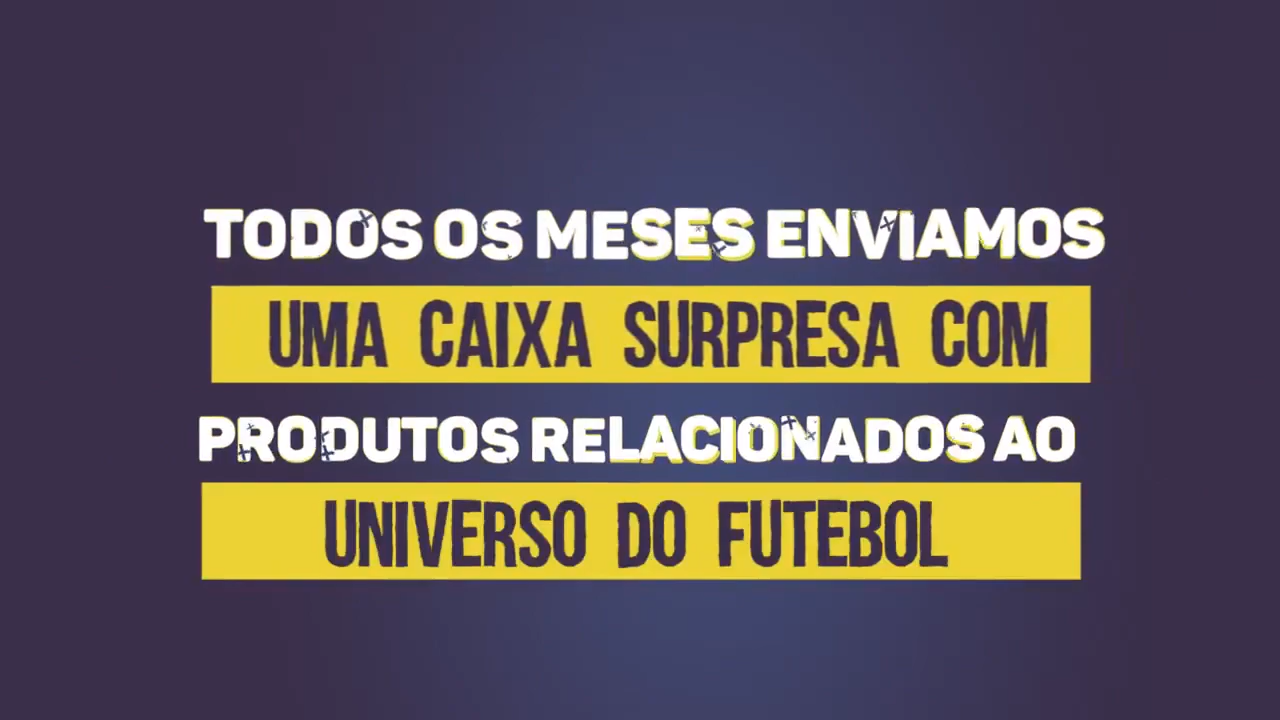 TODOS OS MESES ENVIAMOS
UMA CAIXA SURPRESA COM
PRODUTOS RELACIONADOS AO
UNIVERSO DO FUTEBOL